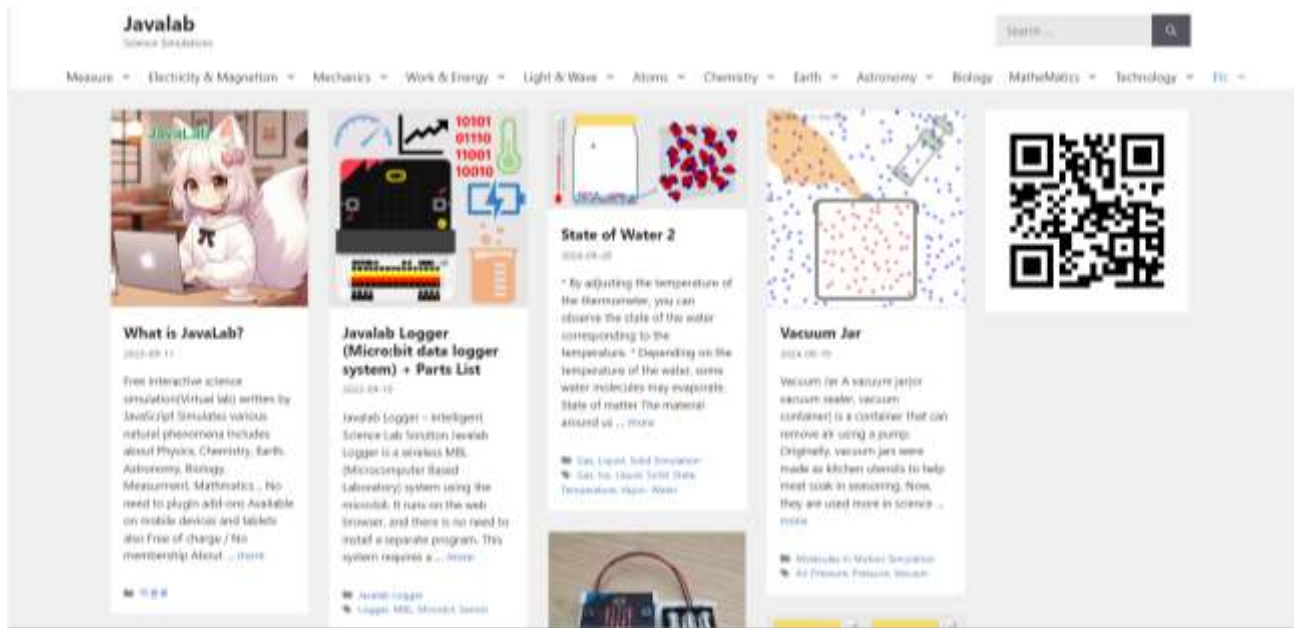 Javalab
Science Simulations
Search ...
Measure
Electricity & Magnetism
Mechanics
Work & Energy
Light & Wave
Atoms
Chemistry
Earth
Astronomy
Biology
MatheMatics
Technology
Etc
JavaLab
What is JavaLab?
Free interactive science
simulation(Virtual lab) written by
JavaScript Simulates various
natural phenomena Includes
about Physics, Chemistry, Earth,
Astronomy, Biology,
Measurment, Mathmatics... No
need to plugin add-ons Available
on mobile devices and tablets
also Free of charge / No
membership About ... more
10101
01110
11001
10010
Javalab Logger
(Micro:bit data logger
system) + Parts List
Javalab Logger – Intelligent
Science Lab Solution Javalab
Logger is a wireless MBL
(Microcomputer Based
Laboratory) system using the
microbit. It runs on the web
browser, and there is no need to
install a separate program. This
system requires a ... more
Javalab Logger
Logger, MBL, Microbit, Sensor
State of Water 2
* By adjusting the temperature of
the thermometer, you can
observe the state of the water
corresponding to the
temperature. * Depending on the
temperature of the water, some
water molecules may evaporate.
State of matter The material
around us ... more
Gas, Liquid, Solid Simulation
Gas, Ice, Liquid, Solid, State,
Temperature, Vapor, Water
Vacuum Jar
Vacuum Jar A vacuum jar(or
vacuum sealer, vacuum
container) is a container that can
remove air using a pump.
Originally, vacuum jars were
made as kitchen utensils to help
meat soak in seasoning. Now,
they are used more in science ...
more
Molecules in Motion Simulation
Air Pressure, Pressure, Vacuum